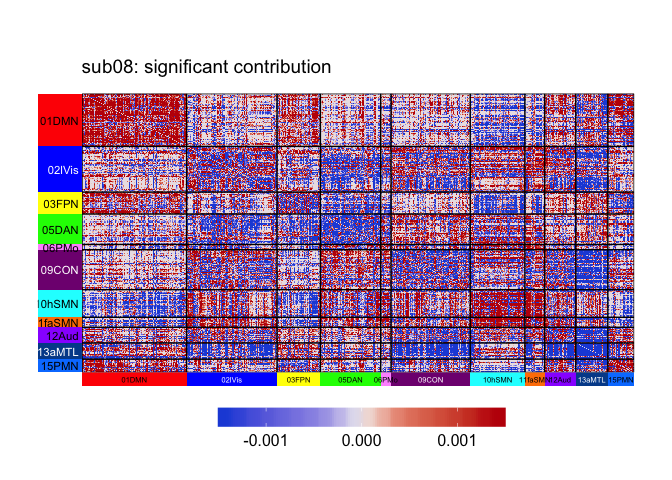 sub08: significant contribution
01DMN
02lVis
03FPN
05DAN
06PMo
09CON
10hSMN
1faSMN
12Aud
13aMTL
15PMN
01DMN 02lVis 03FPN 05DAN 06PMo 09CON 10hSMN 11faSMN 12Aud 13aMTL 15PMN
-0.001 0.000 0.001